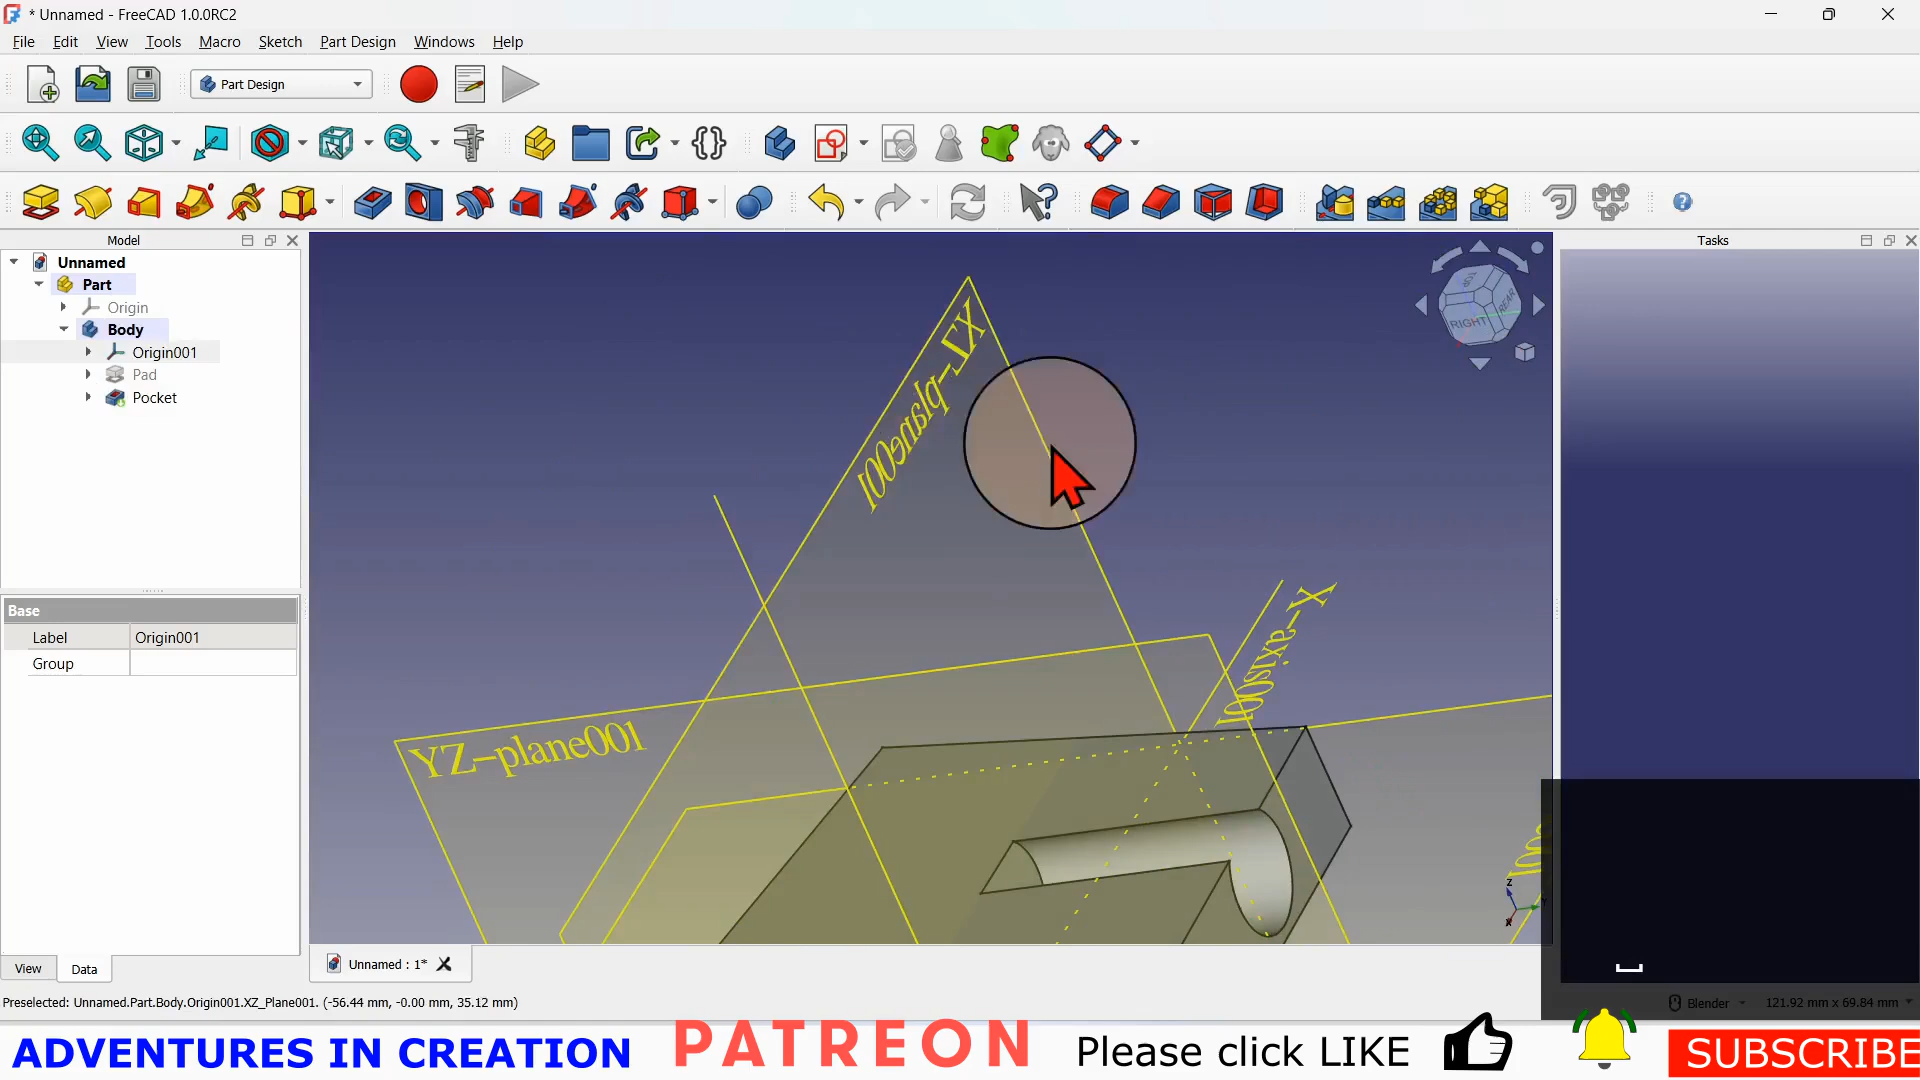 * Unnamed - FreeCAD 1.0.0RC2
File Edit View Tools Macro Sketch Part Design Windows Help
Part Design
Model
Tasks
Unnamed
Part
Origin
Body
Origin001
Pad
Pocket
XZ-plane001
X-axis001
YZ-plane001
RIGHT
REAR
Z
Y
X
Base
Label Origin001
Group
View Data
Unnamed : 1*
Preselected: Unnamed.Part.Body.Origin001.XZ_Plane001. (-56.44 mm, -0.00 mm, 35.12 mm)
Blender 121.92 mm x 69.84 mm
ADVENTURES IN CREATION PATREON Please click LIKE SUBSCRIBE